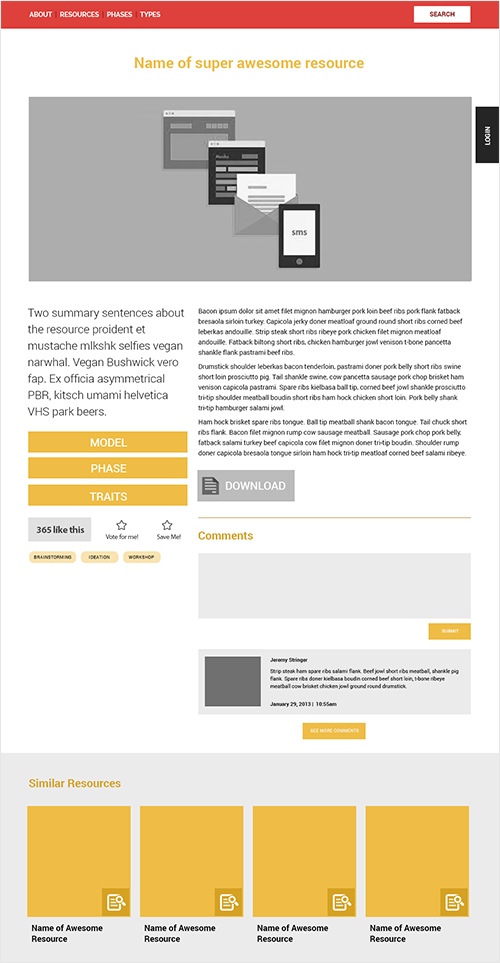 ABOUT | RESOURCES | PHASES | TYPES
SEARCH
LOGIN
Name of super awesome resource
sms
Two summary sentences about
the resource proident et
mustache mlkshk selfies vegan
narwhal. Vegan Bushwick vero
fap. Ex officia asymmetrical
PBR, kitsch umami helvetica
VHS park beers.
MODEL
PHASE
TRAITS
365 like this
Vote for me!
Save Me!
BRAINSTORMING
IDEATION
WORKSHOP
Bacon ipsum dolor sit amet filet mignon hamburger pork loin beef ribs pork flank fatback
bresaola sirloin turkey. Capicola jerky doner meatloaf ground round short ribs corned beef
leberkas andouille. Strip steak short ribs ribeye pork chicken filet mignon meatloaf
andouille. Fatback biltong short ribs, chicken hamburger jowl venison t-bone pancetta
shankle flank pastrami beef ribs.
Drumstick shoulder leberkas bacon tenderloin, pastrami doner pork belly short ribs swine
short loin prosciutto pig. Tail shankle swine, cow pancetta sausage pork chop brisket ham
venison capicola pastrami. Spare ribs kielbasa ball tip, corned beef jowl shankle prosciutto
tri-tip shoulder meatball boudin short ribs ham hock chicken short loin. Pork belly shank
tri-tip hamburger salami jowl.
Ham hock brisket spare ribs tongue. Ball tip meatball shank bacon tongue. Tail chuck short
ribs flank. Bacon filet mignon rump cow sausage meatball. Sausage pork chop pork belly,
fatback salami turkey beef capicola cow filet mignon doner tri-tip boudin. Shoulder rump
doner capicola bresaola tongue sirloin ham hock tri-tip meatloaf corned beef salami ribeye.
DOWNLOAD
Comments
SUBMIT
Jeremy Stringer
Strip steak ham spare ribs salami flank. Beef jowl short ribs meatball, shankle pig
flank. Spare ribs doner kielbasa boudin corned beef short loin, t-bone ribeye
meatball cow brisket chicken jowl ground round drumstick.
January 29, 2013 | 10:55am
SEE MORE COMMENTS
Similar Resources
Name of Awesome
Resource
Name of Awesome
Resource
Name of Awesome
Resource
Name of Awesome
Resource